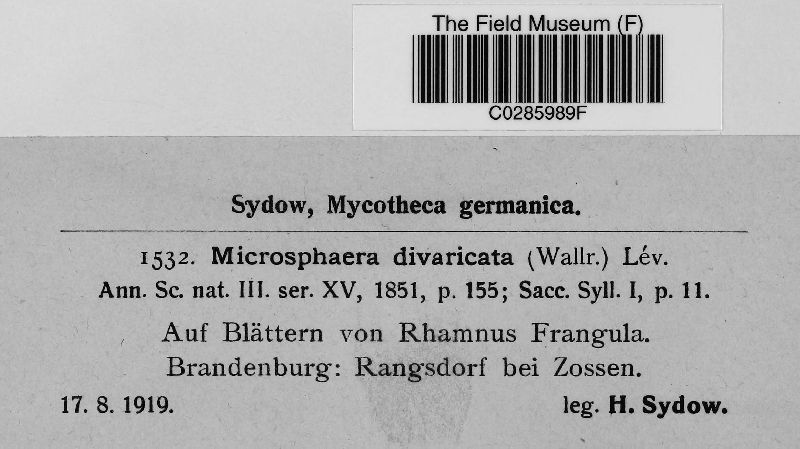 The Field Museum (F)
C0285989F
Sydow, Mycotheca germanica.
1532. Microsphaera divaricata (Wallr.) Lév.
Ann. Sc. nat. III. ser. XV, 1851, p. 155; Sacc. Syll. I, p. 11.
Auf Blättern von Rhamnus Frangula.
Brandenburg: Rangsdorf bei Zossen.
17. 8. 1919. leg. H. Sydow.